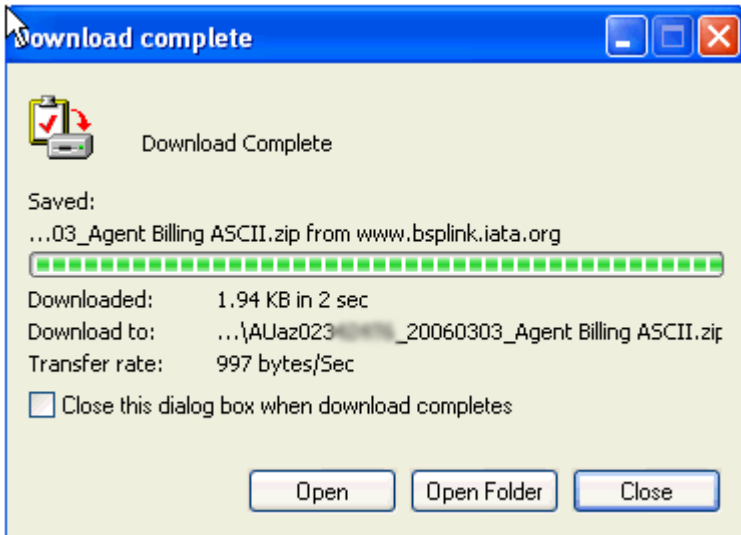 Download complete
Download Complete
Saved:
...03_Agent Billing ASCII.zip from www.bsplink.iata.org
Downloaded: 1.94 KB in 2 sec
Download to: ...\AUaz023 _20060303_Agent Billing ASCII.zip
Transfer rate: 997 bytes/Sec
Close this dialog box when download completes
Open Open Folder Close